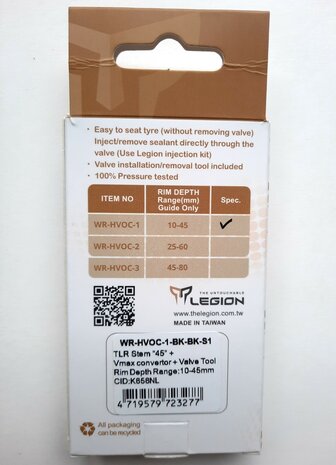 • Easy to seat tyre (without removing valve)
Inject/remove sealant directly through the
valve (Use Legion injection kit)
• Valve installation/removal tool included
• 100% Pressure tested
ITEM NO RIM DEPTH Range(mm) Guide Only Spec.
WR-HVOC-1 10-45 ✓
WR-HVOC-2 25-60
WR-HVOC-3 45-80
THE UNTOUCHABLE
LEGION
www.thelegion.com.tw
MADE IN TAIWAN
WR-HVOC-1-BK-BK-S1
TLR Stem "45" +
Vmax convertor + Valve Tool
Rim Depth Range:10-45mm
CID:K658NL
4 719579 723277
All packaging
can be recycled